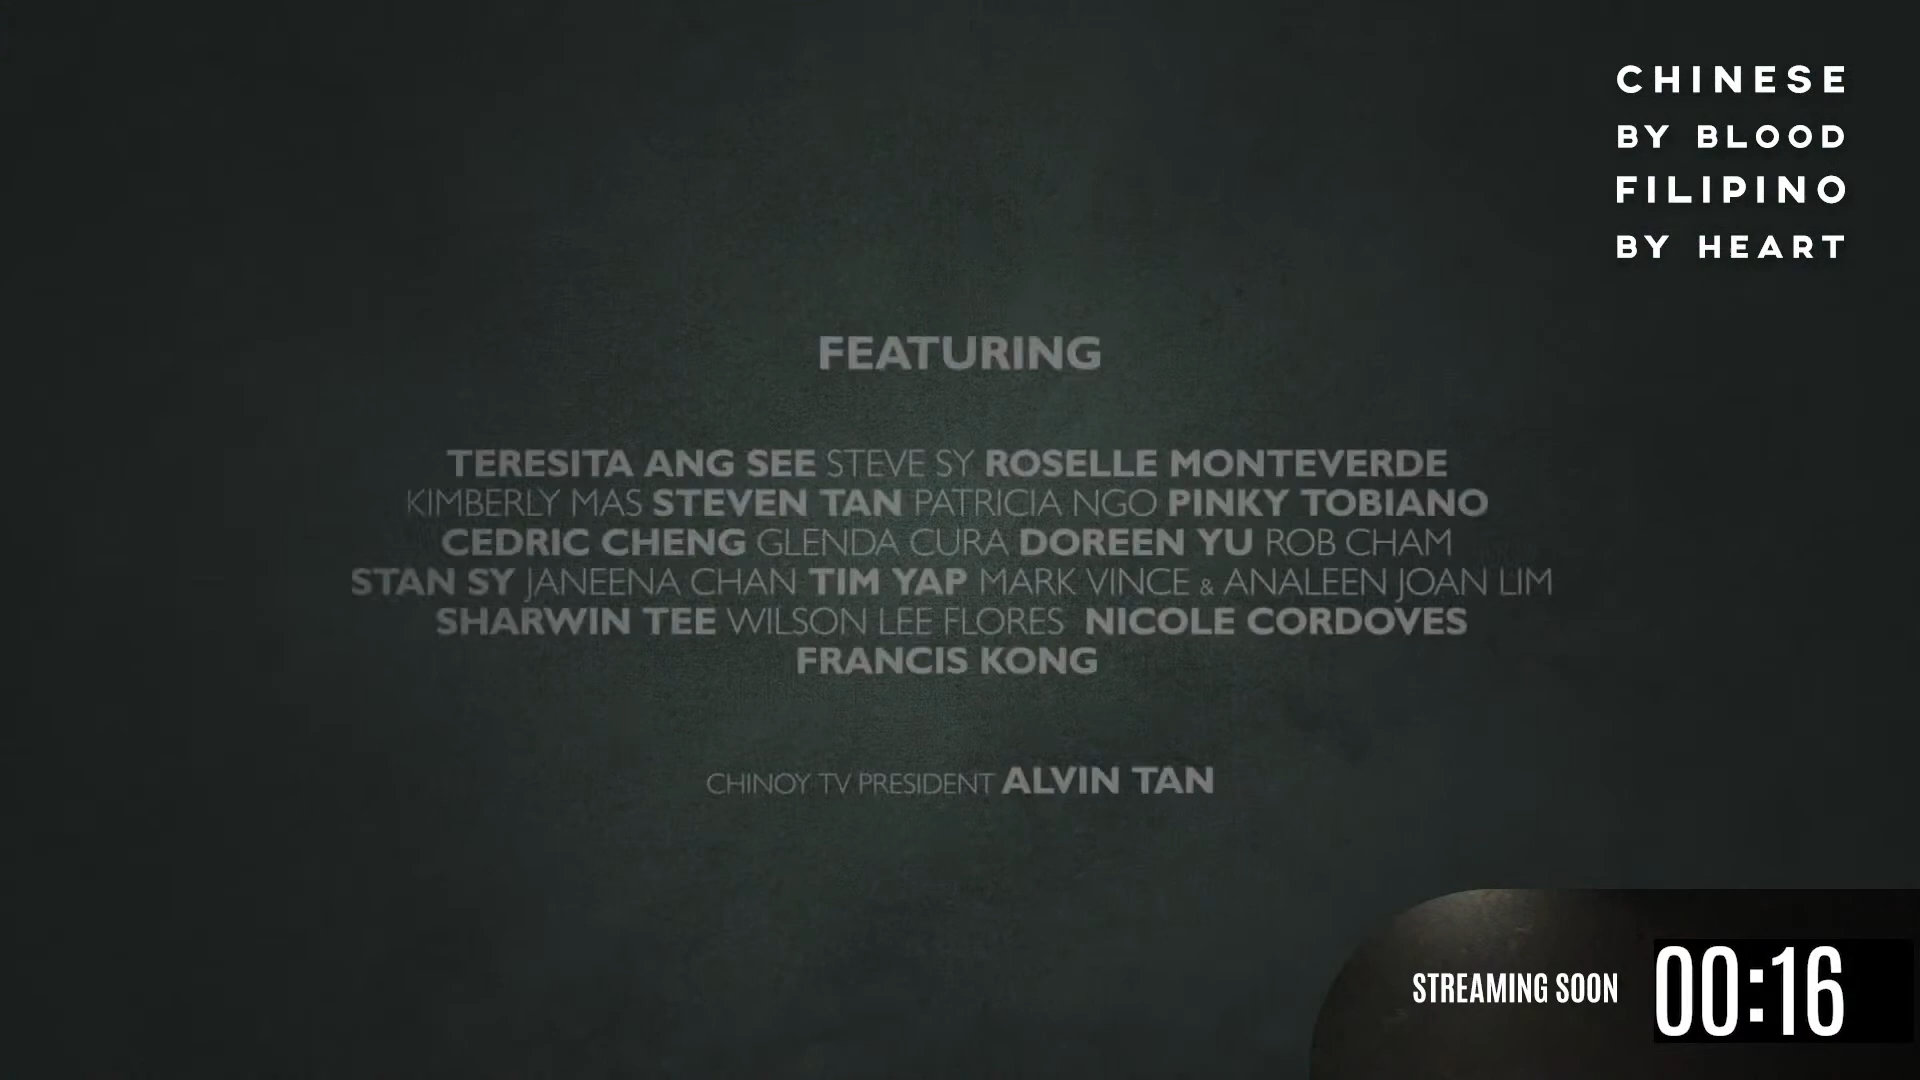 CHINESE
BY BLOOD
FILIPINO
BY HEART
FEATURING
TERESITA ANG SEE STEVE SY ROSELLE MONTEVERDE
KIMBERLY MAS STEVEN TAN PATRICIA NGO PINKY TOBIANO
CEDRIC CHENG GLENDA CURA DOREEN YU ROB CHAM
STAN SY JANEENA CHAN TIM YAP MARK VINCE & ANALEEN JOAN LIM
SHARWIN TEE WILSON LEE FLORES NICOLE CORDOVES
FRANCIS KONG
CHINOY TV PRESIDENT ALVIN TAN
STREAMING SOON 00:16